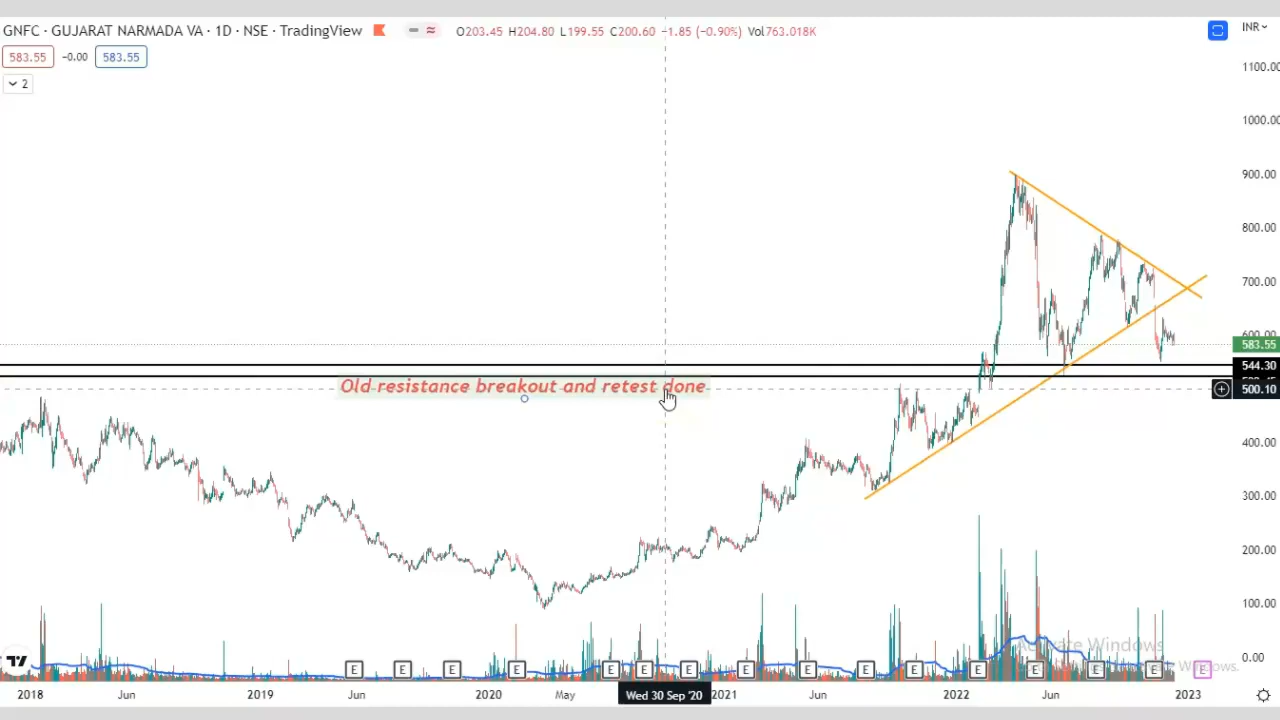 GNFC · GUJARAT NARMADA VA · 1D · NSE · TradingView O203.45 H204.80 L199.55 C200.60 −1.85 (−0.90%) Vol763.018K INR
583.55 −0.00 583.55
2
1100.00
1000.00
900.00
800.00
700.00
600.00
583.55
544.30
Old resistance breakout and retest done
500.10
400.00
300.00
200.00
100.00
0.00
Activate Windows
E E E E E E E E E E E E E E E E
2018 Jun 2019 Jun 2020 May Wed 30 Sep '20 2021 Jun 2022 Jun 2023